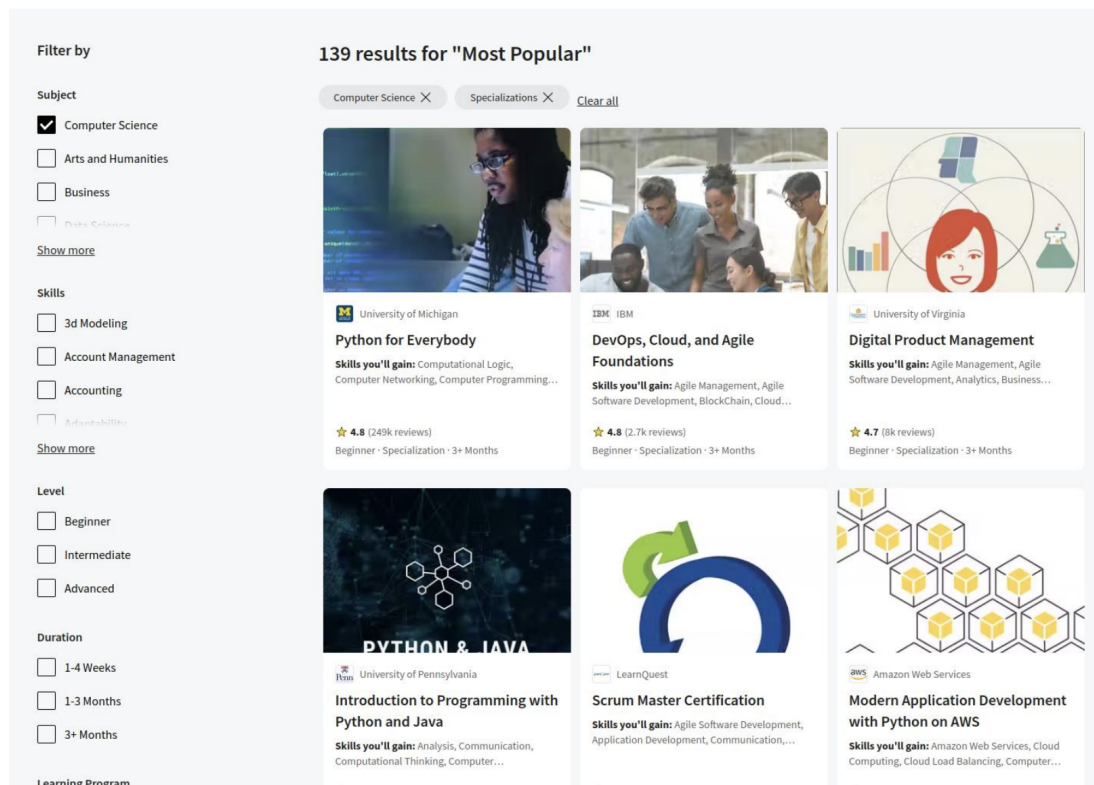 Filter by
Subject
Computer Science
Arts and Humanities
Business
Data Science
Show more
Skills
3d Modeling
Account Management
Accounting
Adaptability
Show more
Level
Beginner
Intermediate
Advanced
Duration
1-4 Weeks
1-3 Months
3+ Months
Learning Program
139 results for "Most Popular"
Computer Science
Specializations
Clear all
University of Michigan
Python for Everybody
Skills you'll gain: Computational Logic,
Computer Networking, Computer Programming…
4.8 (249k reviews)
Beginner · Specialization · 3+ Months
IBM IBM
DevOps, Cloud, and Agile
Foundations
Skills you'll gain: Agile Management, Agile
Software Development, BlockChain, Cloud…
4.8 (2.7k reviews)
Beginner · Specialization · 3+ Months
University of Virginia
Digital Product Management
Skills you'll gain: Agile Management, Agile
Software Development, Analytics, Business…
4.7 (8k reviews)
Beginner · Specialization · 3+ Months
PYTHON & JAVA
Penn University of Pennsylvania
Introduction to Programming with
Python and Java
Skills you'll gain: Analysis, Communication,
Computational Thinking, Computer…
LearnQuest
Scrum Master Certification
Skills you'll gain: Agile Software Development,
Application Development, Communication,…
aws Amazon Web Services
Modern Application Development
with Python on AWS
Skills you'll gain: Amazon Web Services, Cloud
Computing, Cloud Load Balancing, Computer…